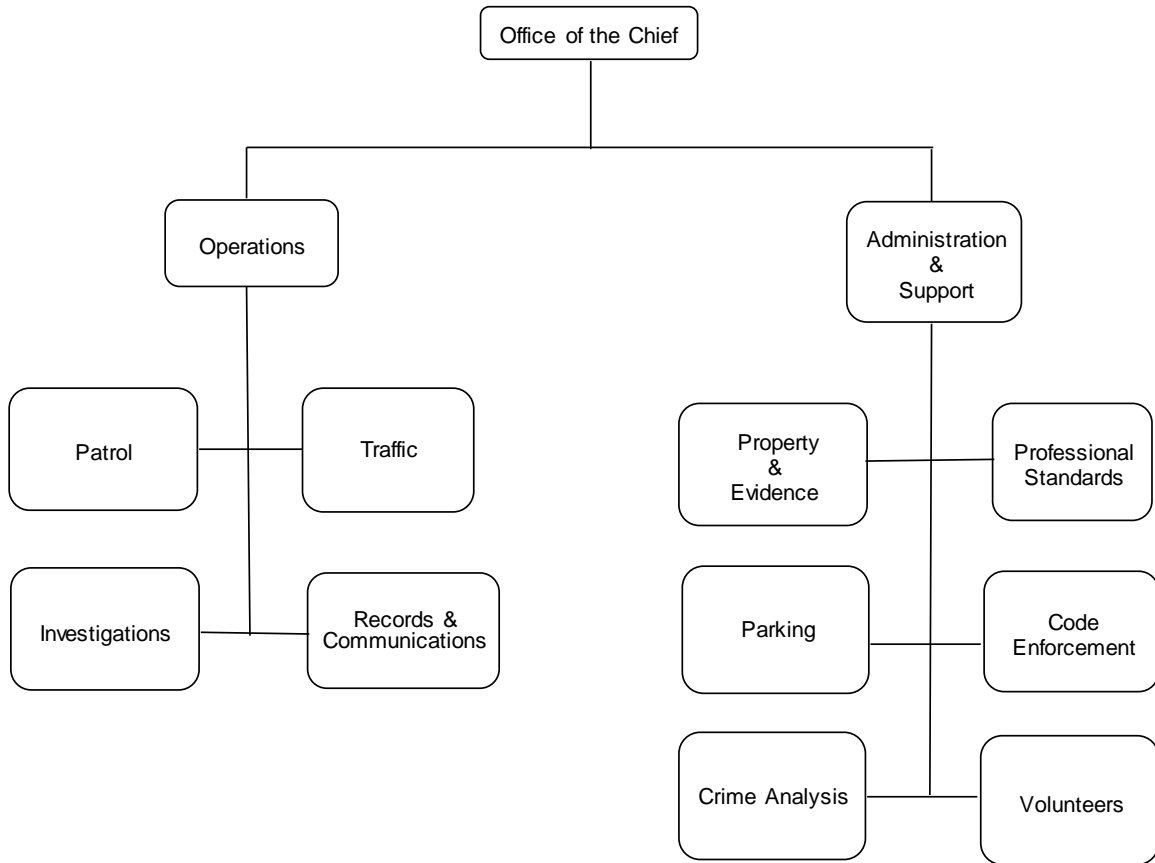 Office of the Chief
Operations
Administration
&
Support
Patrol
Traffic
Property
&
Evidence
Professional
Standards
Investigations
Records &
Communications
Parking
Code
Enforcement
Crime Analysis
Volunteers